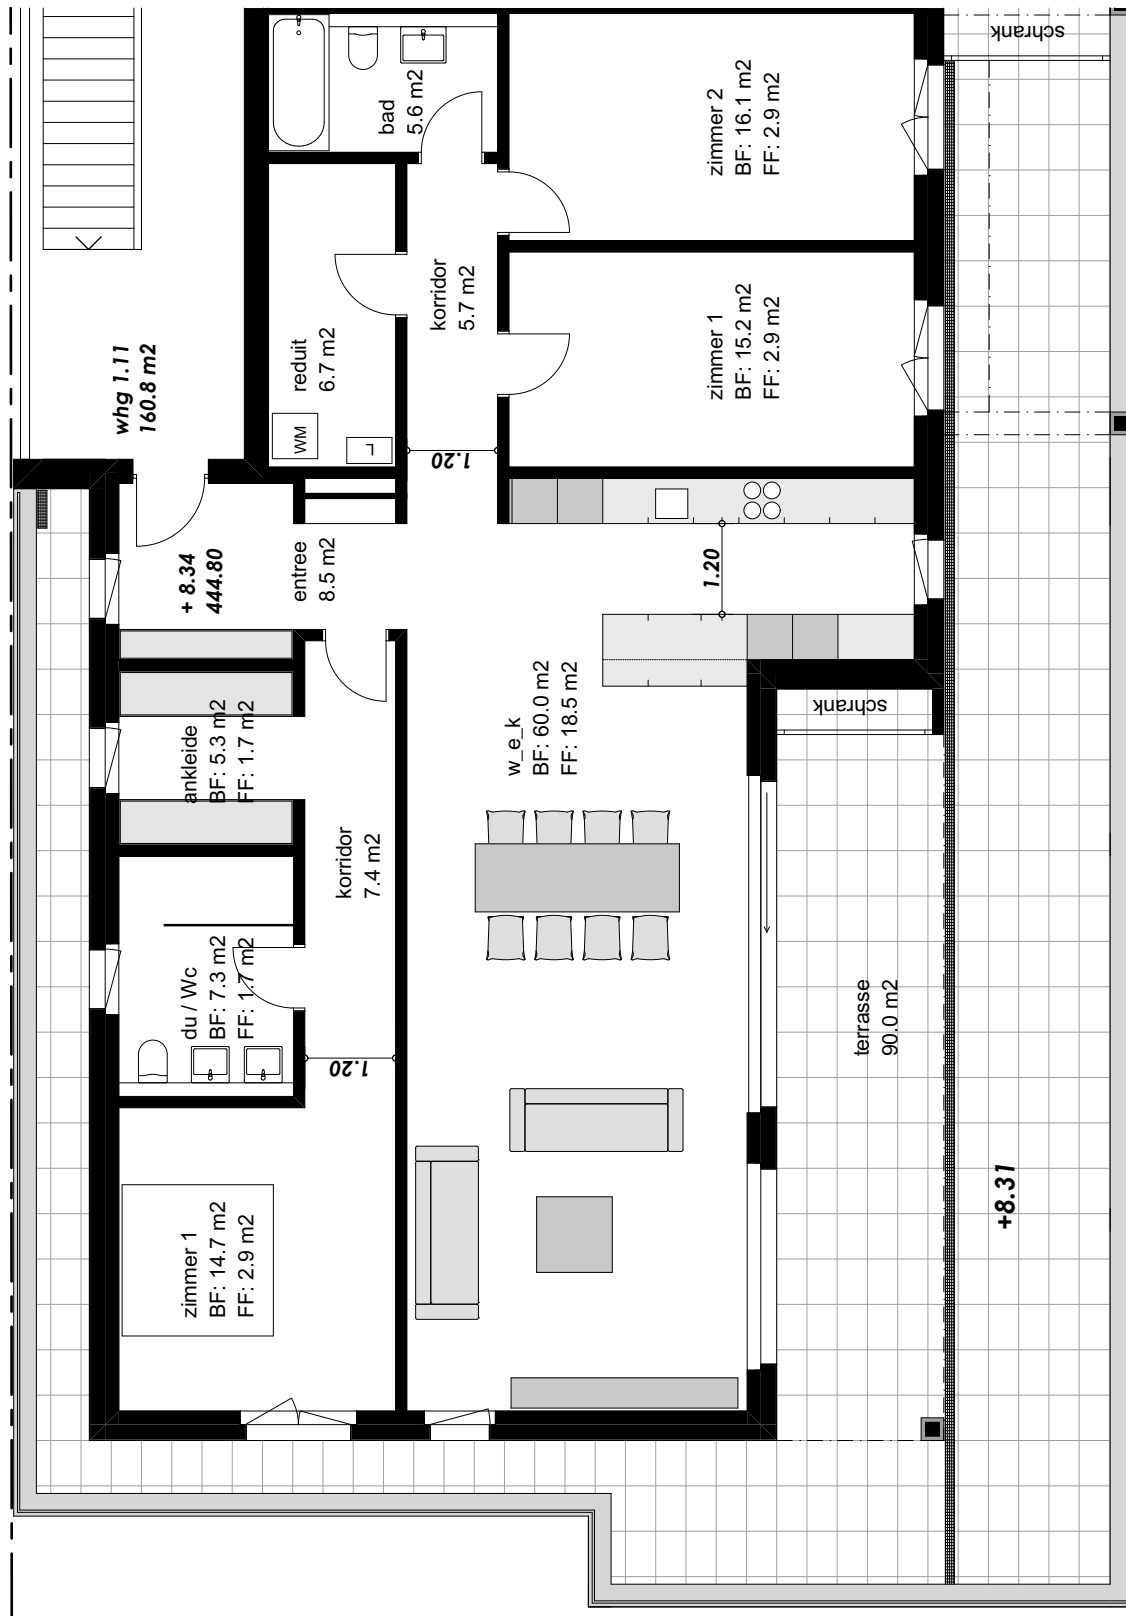 schrank
bad
5.6 m2
zimmer 2
BF: 16.1 m2
FF: 2.9 m2
korridor
5.7 m2
zimmer 1
BF: 15.2 m2
FF: 2.9 m2
whg 1.11
160.8 m2
reduit
6.7 m2
WM
L
1.20
+ 8.34
444.80
entree
8.5 m2
1.20
w_e_k
BF: 60.0 m2
FF: 18.5 m2
schrank
ankleide
BF: 5.3 m2
FF: 1.7 m2
korridor
7.4 m2
du / Wc
BF: 7.3 m2
FF: 1.7 m2
1.20
terrasse
90.0 m2
zimmer 1
BF: 14.7 m2
FF: 2.9 m2
+8.31